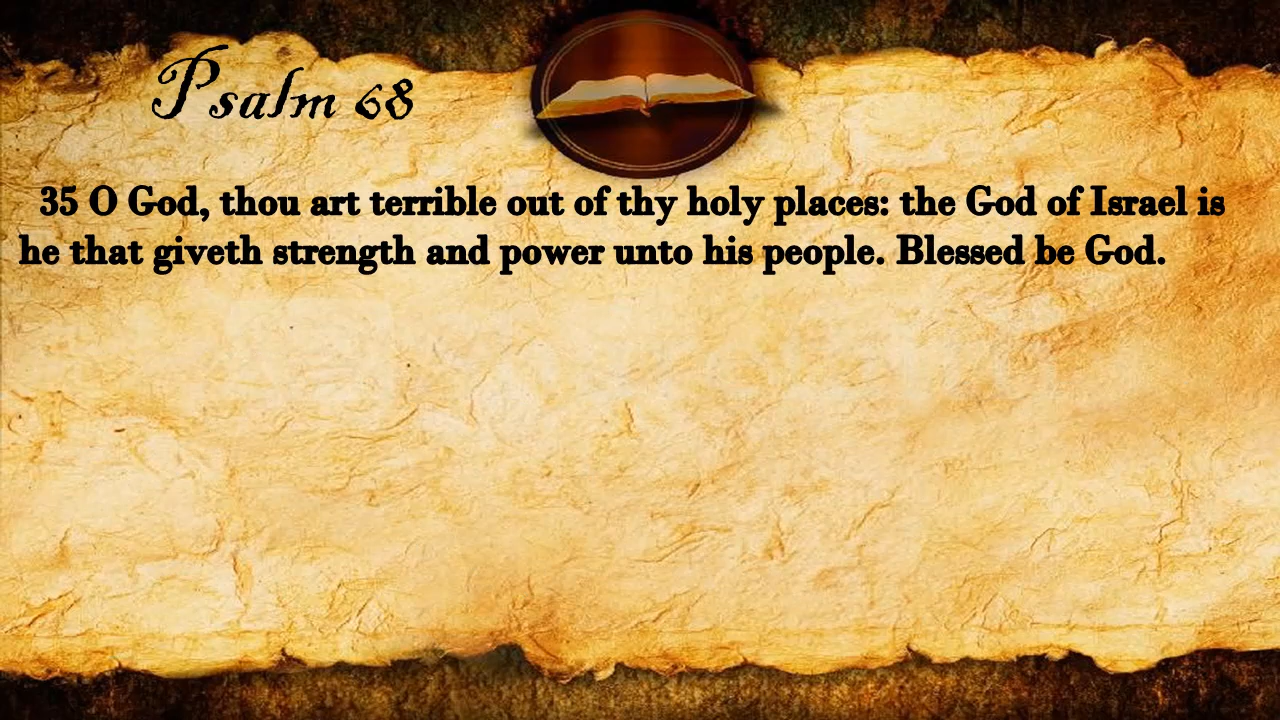 Psalm 68
35 O God, thou art terrible out of thy holy places: the God of Israel is
he that giveth strength and power unto his people. Blessed be God.